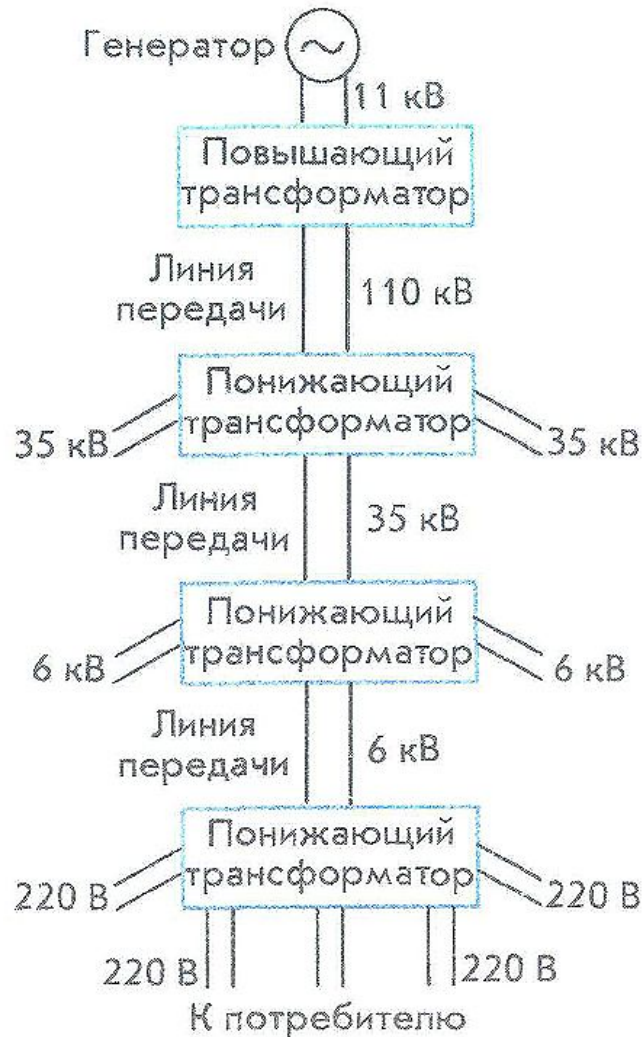 Генератор
11 кВ
Повышающий
трансформатор
Линия
передачи
110 кВ
Понижающий
трансформатор
35 кВ
35 кВ
Линия
передачи
35 кВ
Понижающий
трансформатор
6 кВ
6 кВ
Линия
передачи
6 кВ
Понижающий
трансформатор
220 В
220 В
220 В
220 В
К потребителю